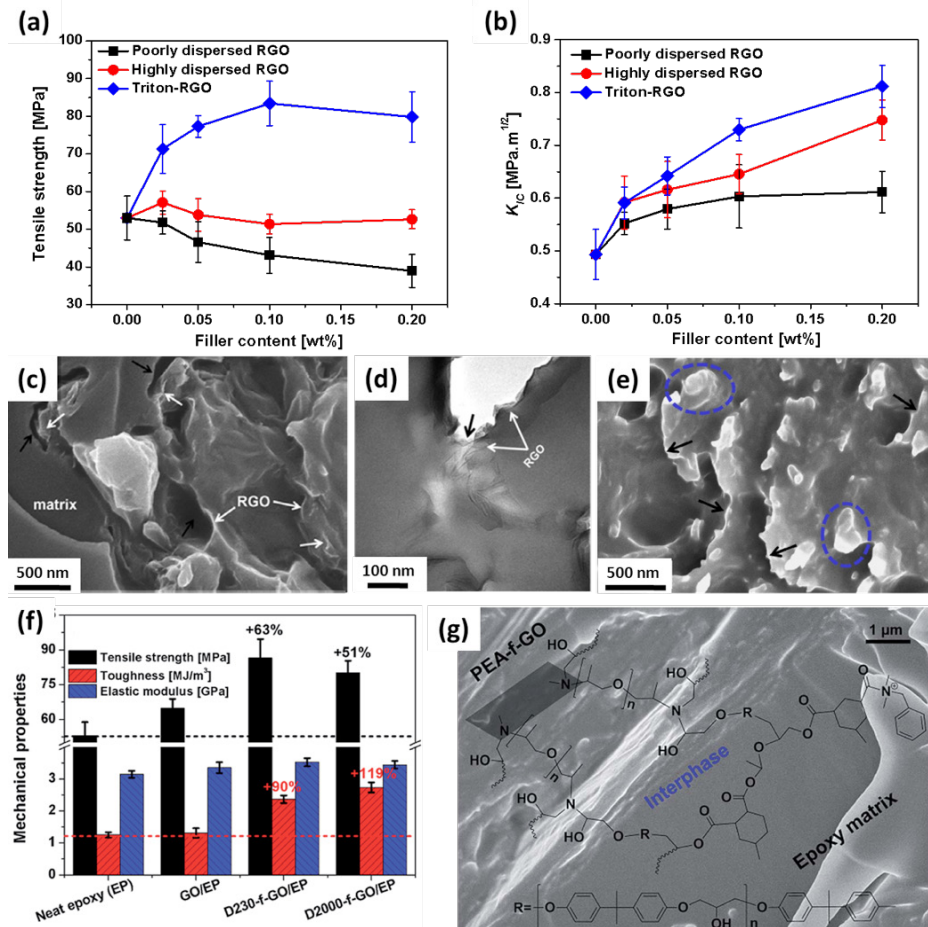 (a)
100
90
80
70
60
50
40
30
Tensile strength [MPa]
Poorly dispersed RGO
Highly dispersed RGO
Triton-RGO
0.00 0.05 0.10 0.15 0.20
Filler content [wt%]
(b)
0.9
0.8
0.7
0.6
0.5
0.4
K_IC [MPa.m^1/2]
Poorly dispersed RGO
Highly dispersed RGO
Triton-RGO
0.00 0.05 0.10 0.15 0.20
Filler content [wt%]
(c)
matrix
RGO
500 nm
(d)
RGO
100 nm
(e)
500 nm
(f)
90
75
60
3
2
1
0
Mechanical properties
Tensile strength [MPa]
Toughness [MJ/m³]
Elastic modulus [GPa]
+63%
+51%
+90%
+119%
Neat epoxy (EP)
GO/EP
D230-f-GO/EP
D2000-f-GO/EP
(g)
1 µm
PEA-f-GO
Interphase
Epoxy matrix
HO
HO
HO
N
O
n
N
O
R
O
HO
O
O
O
O
N
⊕
N
O
n
N
HO
OH
O
R
O
O
O
O
O
R= O
O
OH
n
O